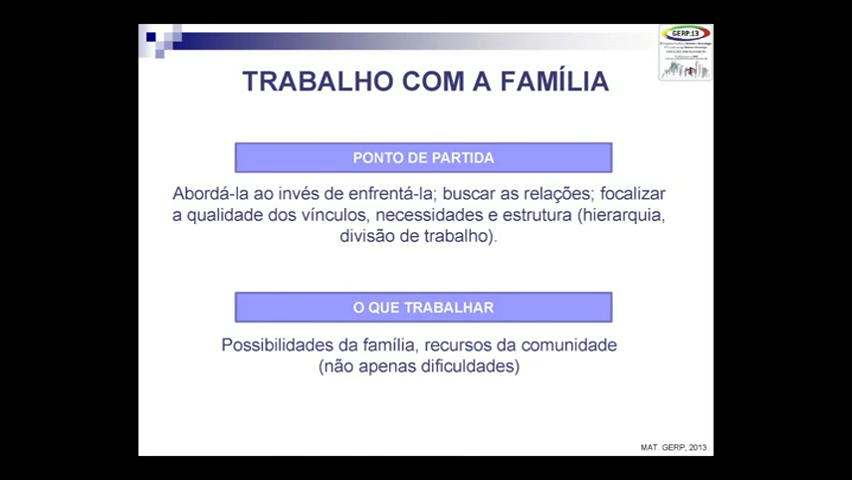 GERP.13
TRABALHO COM A FAMÍLIA
PONTO DE PARTIDA
Abordá-la ao invés de enfrentá-la; buscar as relações; focalizar
a qualidade dos vínculos, necessidades e estrutura (hierarquia,
divisão de trabalho).
O QUE TRABALHAR
Possibilidades da família, recursos da comunidade
(não apenas dificuldades)
MAT. GERP, 2013